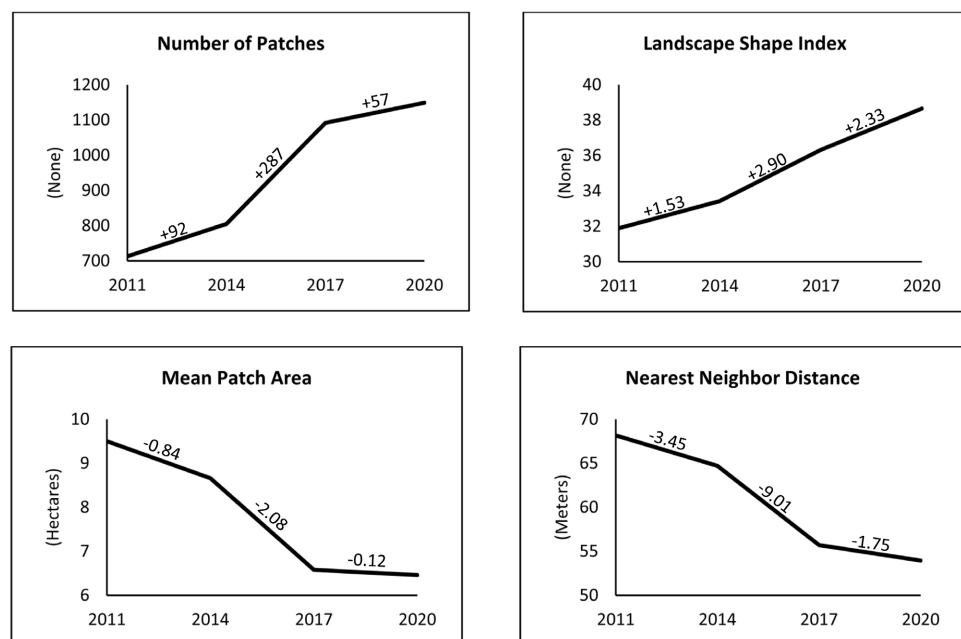 Number of Patches
(None)
1200
1100
1000
900
800
700
+92
+287
+57
2011 2014 2017 2020
Landscape Shape Index
(None)
40
38
36
34
32
30
+1.53
+2.90
+2.33
2011 2014 2017 2020
Mean Patch Area
(Hectares)
10
9
8
7
6
-0.84
-2.08
-0.12
2011 2014 2017 2020
Nearest Neighbor Distance
(Meters)
70
65
60
55
50
-3.45
-9.01
-1.75
2011 2014 2017 2020